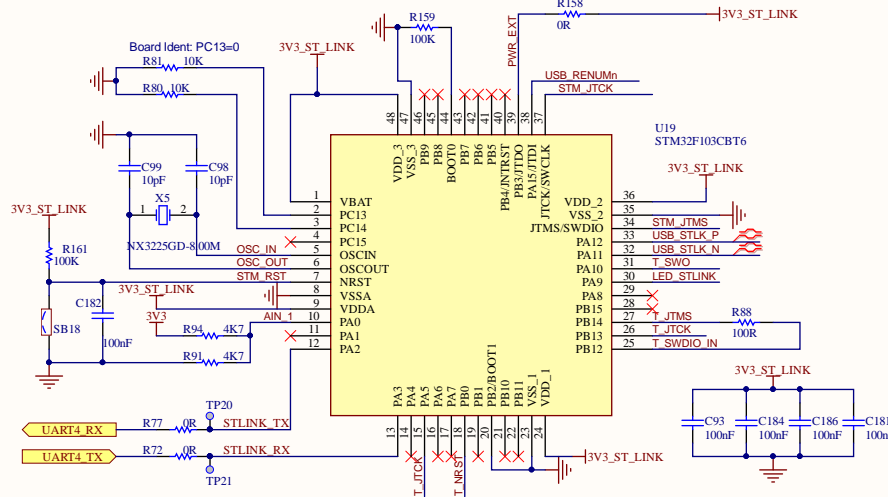 R158
0R
3V3_ST_LINK
PWR_EXT
R159
100K
Board Ident: PC13=0
R81 10K
R80 10K
3V3_ST_LINK
USB_RENUMn
STM_JTCK
48 47 46 45 44 43 42 41 40 39 38 37
VDD_3
VSS_3
PB9
PB8
BOOT0
PB7
PB6
PB5
PB4/JNTRST
PB3/JTDO
PA15/JTDI
JTCK/SWCLK
U19
STM32F103CBT6
C99
10pF
C98
10pF
X5
1 2
NX3225GD-8.00M
3V3_ST_LINK
R161
100K
SB18
C182
100nF
3V3_ST_LINK
3V3
R94 4K7
R91 4K7
OSC_IN
OSC_OUT
STM_RST
AIN_1
1 VBAT
2 PC13
3 PC14
4 PC15
5 OSCIN
6 OSCOUT
7 NRST
8 VSSA
9 VDDA
10 PA0
11 PA1
12 PA2
3V3_ST_LINK
VDD_2 36
VSS_2 35
JTMS/SWDIO 34 STM_JTMS
PA12 33 USB_STLK_P
PA11 32 USB_STLK_N
PA10 31 T_SWO
PA9 30 LED_STLINK
PA8 29
PB15 28
PB14 27 T_JTMS
PB13 26 T_JTCK
PB12 25 T_SWDIO_IN
R88
100R
PA3
PA4
PA5
PA6
PA7
PB0
PB1
PB2/BOOT1
PB10
PB11
VSS_1
VDD_1
13 14 15 16 17 18 19 20 21 22 23 24
T_JTCK
T_NRST
3V3_ST_LINK
UART4_RX
R77 0R
TP20
STLINK_TX
UART4_TX
R72 0R
STLINK_RX
TP21
3V3_ST_LINK
C93
100nF
C184
100nF
C186
100nF
C181
100nF